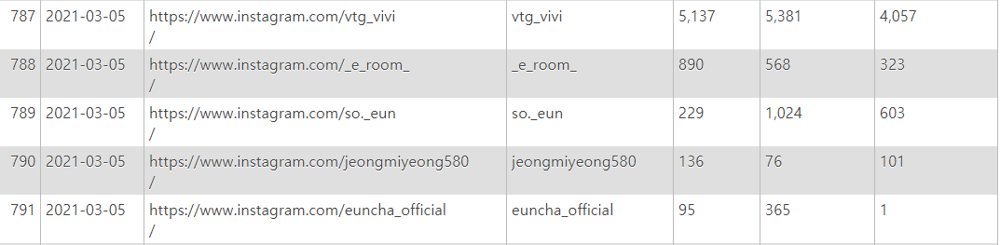 787 2021-03-05 https://www.instagram.com/vtg_vivi vtg_vivi 5,137 5,381 4,057
/
788 2021-03-05 https://www.instagram.com/_e_room_ _e_room_ 890 568 323
/
789 2021-03-05 https://www.instagram.com/so._eun so._eun 229 1,024 603
/
790 2021-03-05 https://www.instagram.com/jeongmiyeong580 jeongmiyeong580 136 76 101
/
791 2021-03-05 https://www.instagram.com/euncha_official euncha_official 95 365 1
/